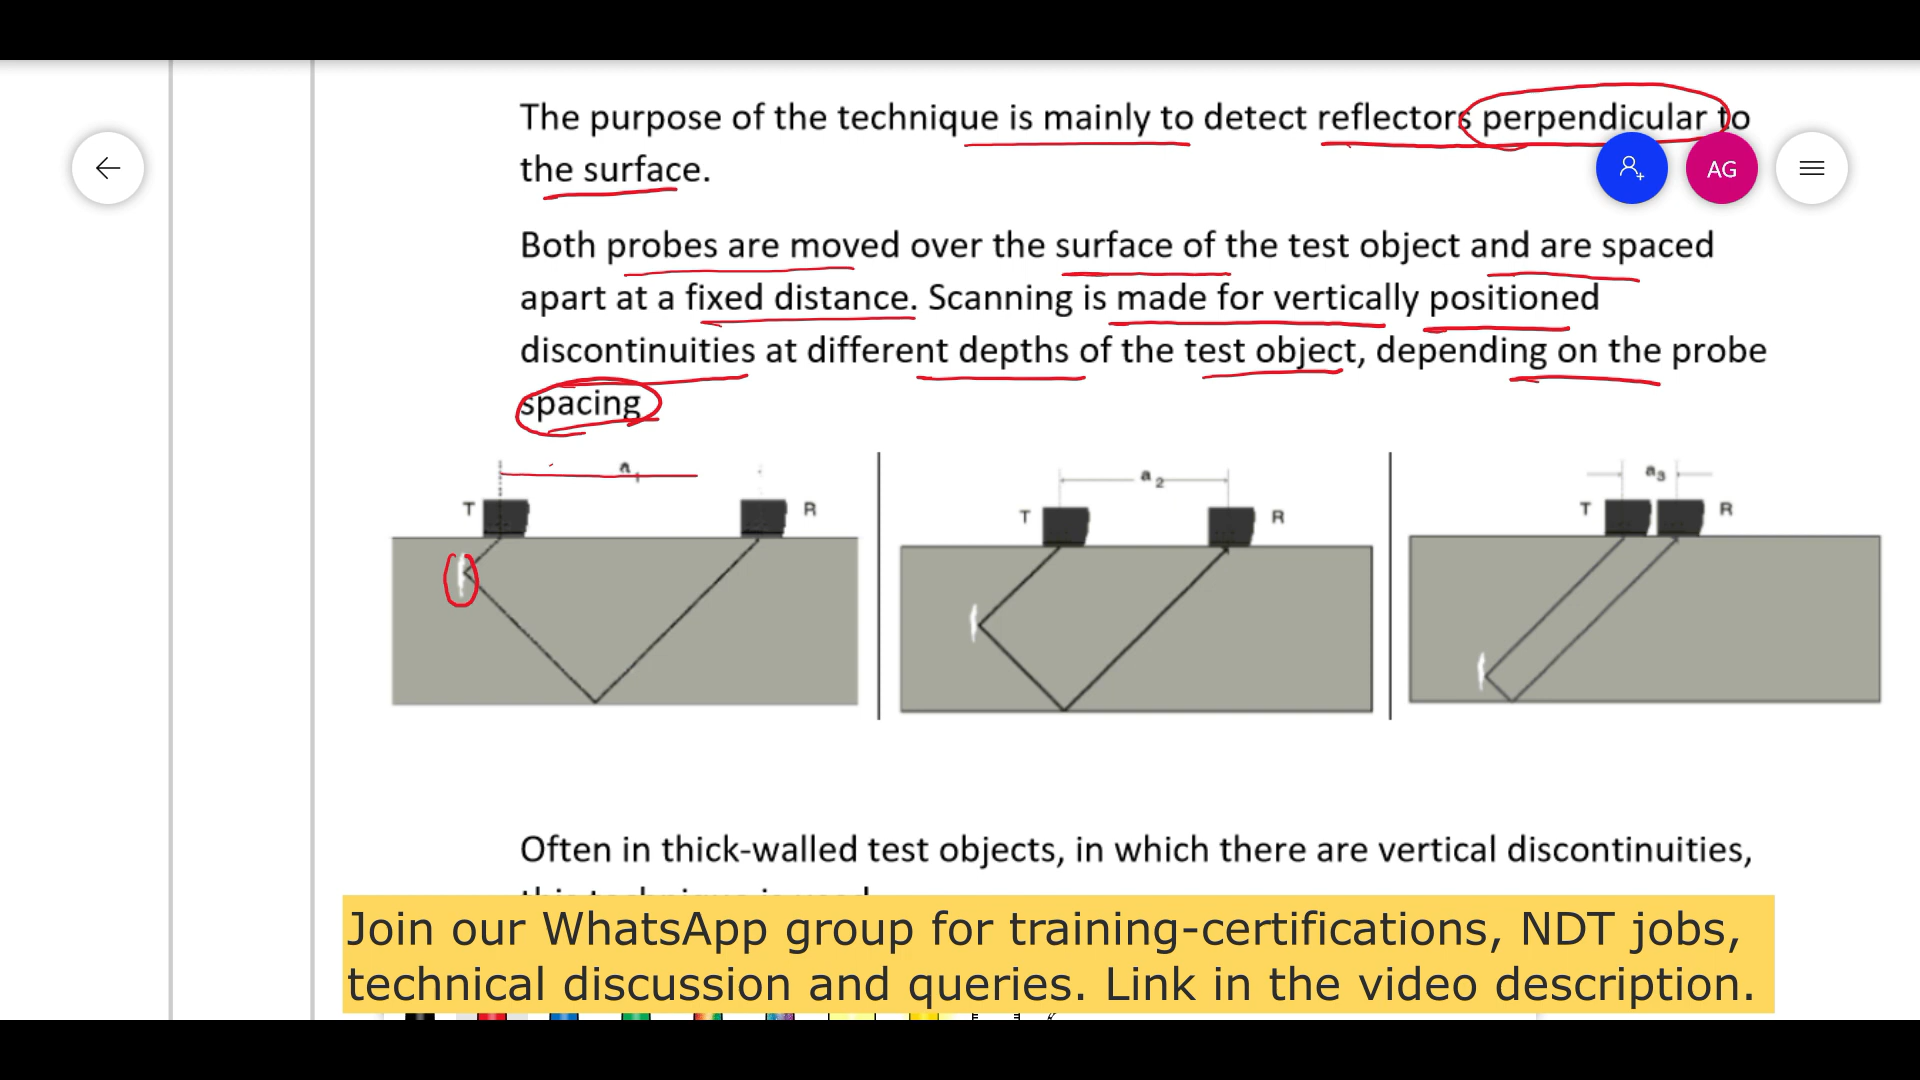 The purpose of the technique is mainly to detect reflectors perpendicular to
the surface.
AG
Both probes are moved over the surface of the test object and are spaced
apart at a fixed distance. Scanning is made for vertically positioned
discontinuities at different depths of the test object, depending on the probe
spacing
a 1
T
R
a 2
T
R
a 3
T
R
Often in thick-walled test objects, in which there are vertical discontinuities,
Join our WhatsApp group for training-certifications, NDT jobs,
technical discussion and queries. Link in the video description.